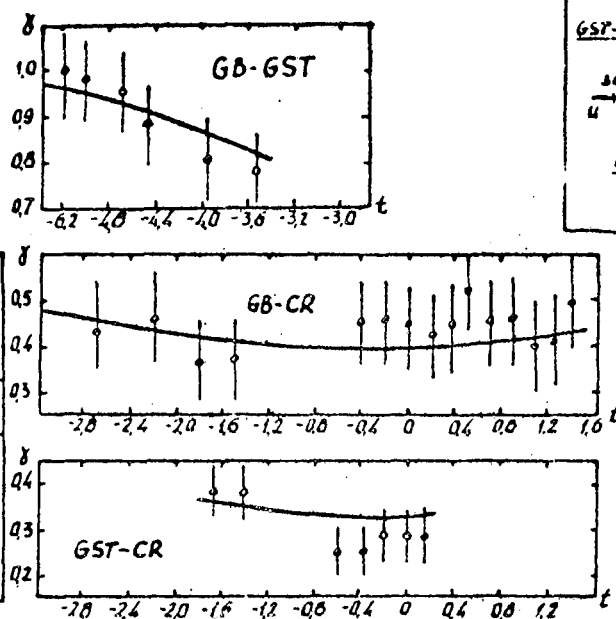 γ
GB-GST
1,0
0,9
0,8
0,7
-6,2 -4,8 -4,4 -4,0 -3,6 -3,2 -3,0 t
GST-
u
γ
GB-CR
0,5
0,4
0,3
-2,8 -2,4 -2,0 -1,6 -1,2 -0,8 -0,4 0 0,4 0,8 1,2 1,6 t
γ
0,4
0,3
GST-CR
0,2
-2,8 -2,4 -2,0 -1,6 -1,2 -0,8 -0,4 0 0,4 0,8 1,2 t